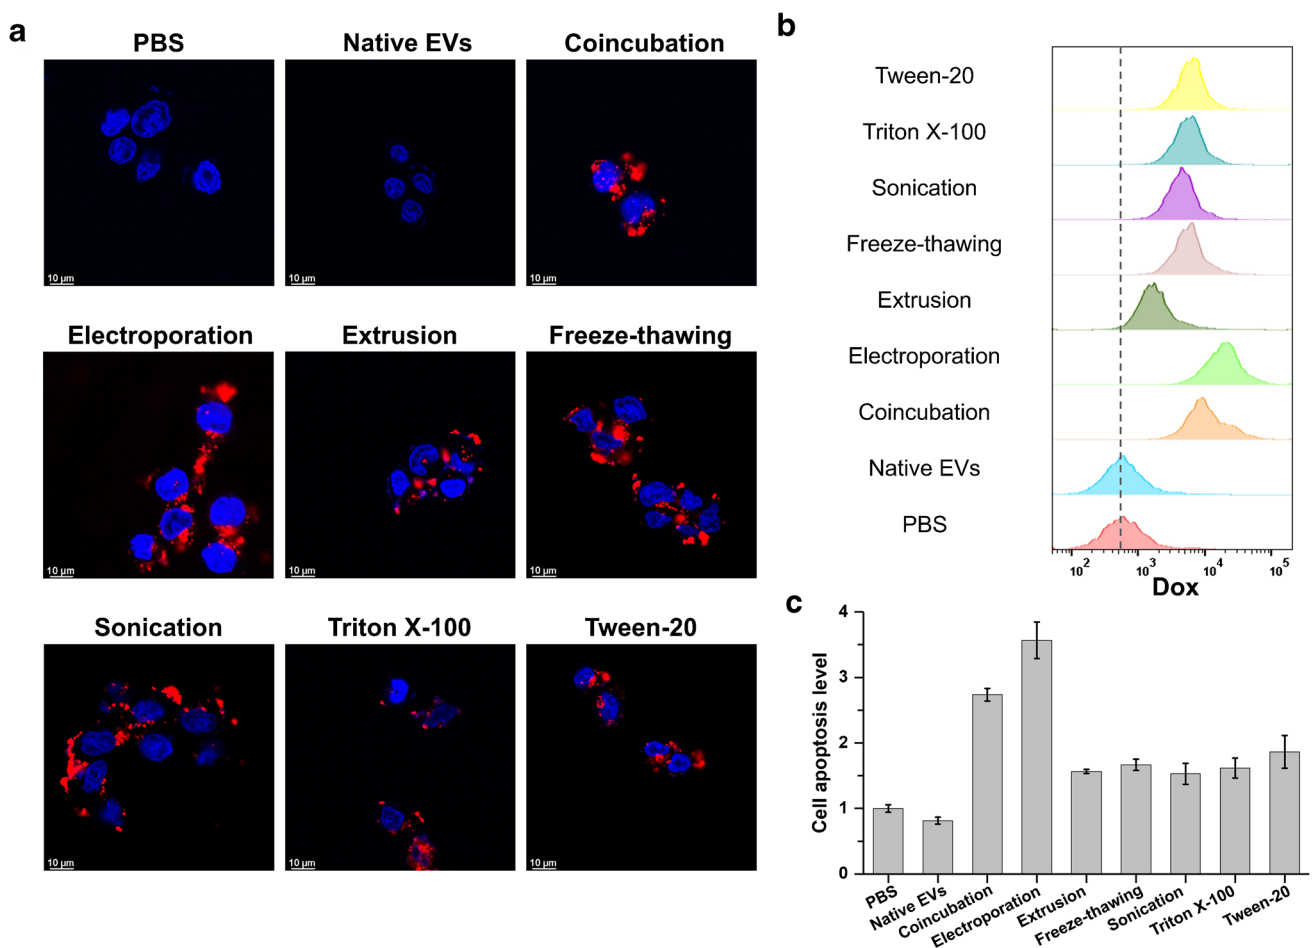 a
PBS
Native EVs
Coincubation
10 μm
10 μm
10 μm
Electroporation
Extrusion
Freeze-thawing
10 μm
10 μm
10 μm
Sonication
Triton X-100
Tween-20
10 μm
10 μm
10 μm
b
Tween-20
Triton X-100
Sonication
Freeze-thawing
Extrusion
Electroporation
Coincubation
Native EVs
PBS
10² 10³ 10⁴ 10⁵
Dox
c
Cell apoptosis level
4
3
2
1
0
PBS
Native EVs
Coincubation
Electroporation
Extrusion
Freeze-thawing
Sonication
Triton X-100
Tween-20